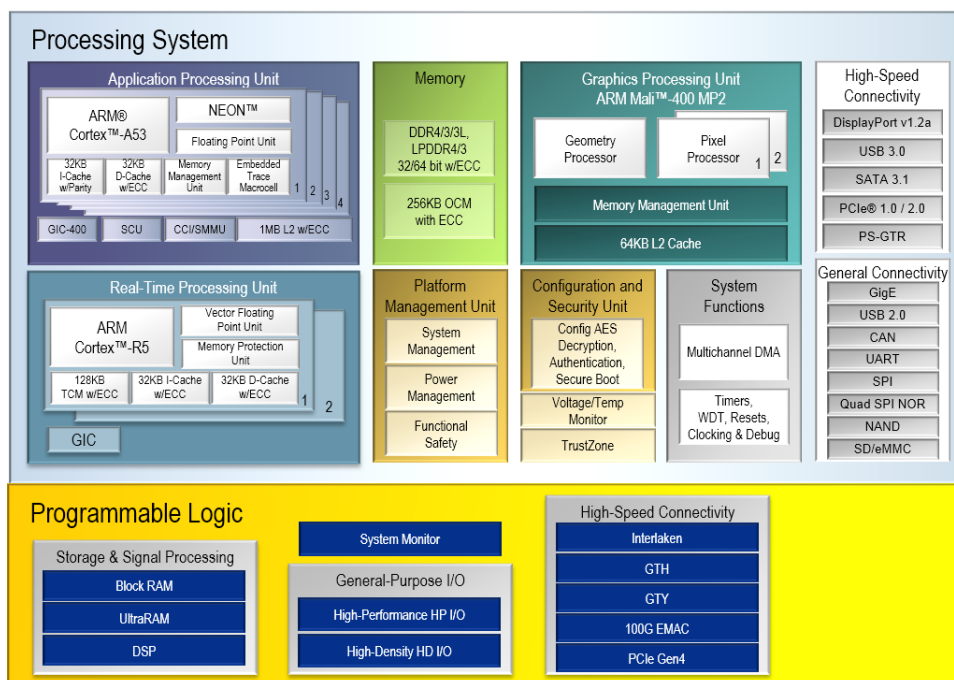 Processing System
Application Processing Unit
ARM®
Cortex™-A53
NEON™
Floating Point Unit
32KB
I-Cache
w/Parity
32KB
D-Cache
w/ECC
Memory
Management
Unit
Embedded
Trace
Macrocell
1
2
3
4
GIC-400
SCU
CCI/SMMU
1MB L2 w/ECC
Memory
DDR4/3/3L,
LPDDR4/3
32/64 bit w/ECC
256KB OCM
with ECC
Graphics Processing Unit
ARM Mali™-400 MP2
Geometry
Processor
Pixel
Processor
1
2
Memory Management Unit
64KB L2 Cache
High-Speed
Connectivity
DisplayPort v1.2a
USB 3.0
SATA 3.1
PCIe® 1.0 / 2.0
PS-GTR
Real-Time Processing Unit
ARM
Cortex™-R5
Vector Floating
Point Unit
Memory Protection
Unit
128KB
TCM w/ECC
32KB I-Cache
w/ECC
32KB D-Cache
w/ECC
1
2
GIC
Platform
Management Unit
System
Management
Power
Management
Functional
Safety
Configuration and
Security Unit
Config AES
Decryption,
Authentication,
Secure Boot
Voltage/Temp
Monitor
TrustZone
System
Functions
Multichannel DMA
Timers,
WDT, Resets,
Clocking & Debug
General Connectivity
GigE
USB 2.0
CAN
UART
SPI
Quad SPI NOR
NAND
SD/eMMC
Programmable Logic
Storage & Signal Processing
Block RAM
UltraRAM
DSP
System Monitor
General-Purpose I/O
High-Performance HP I/O
High-Density HD I/O
High-Speed Connectivity
Interlaken
GTH
GTY
100G EMAC
PCIe Gen4